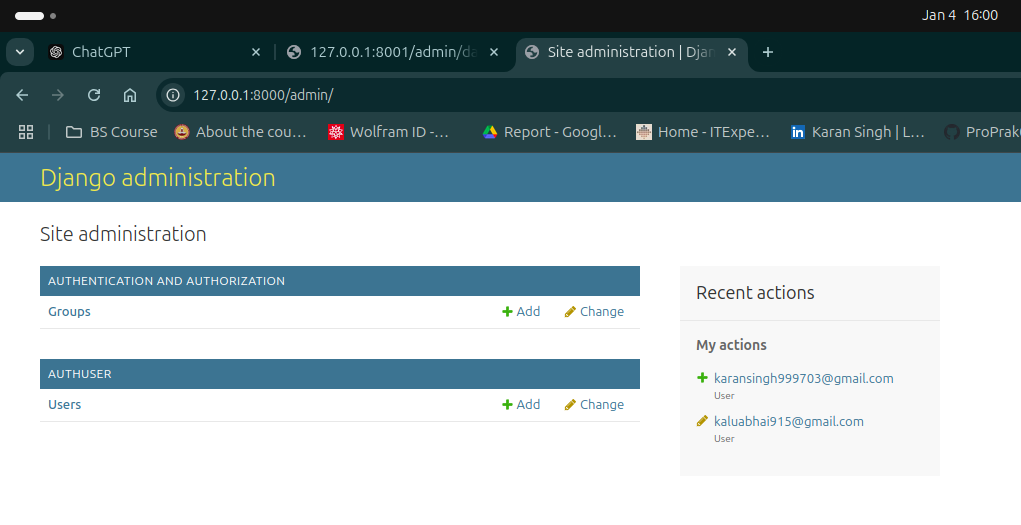 Jan 4 16:00
ChatGPT
127.0.0.1:8001/admin/da
Site administration | Djan
127.0.0.1:8000/admin/
BS Course
About the cou...
Wolfram ID -...
Report - Googl...
Home - ITExpe...
Karan Singh | L...
ProPrak
Django administration
Site administration
AUTHENTICATION AND AUTHORIZATION
Groups Add Change
AUTHUSER
Users Add Change
Recent actions
My actions
karansingh999703@gmail.com
User
kaluabhai915@gmail.com
User